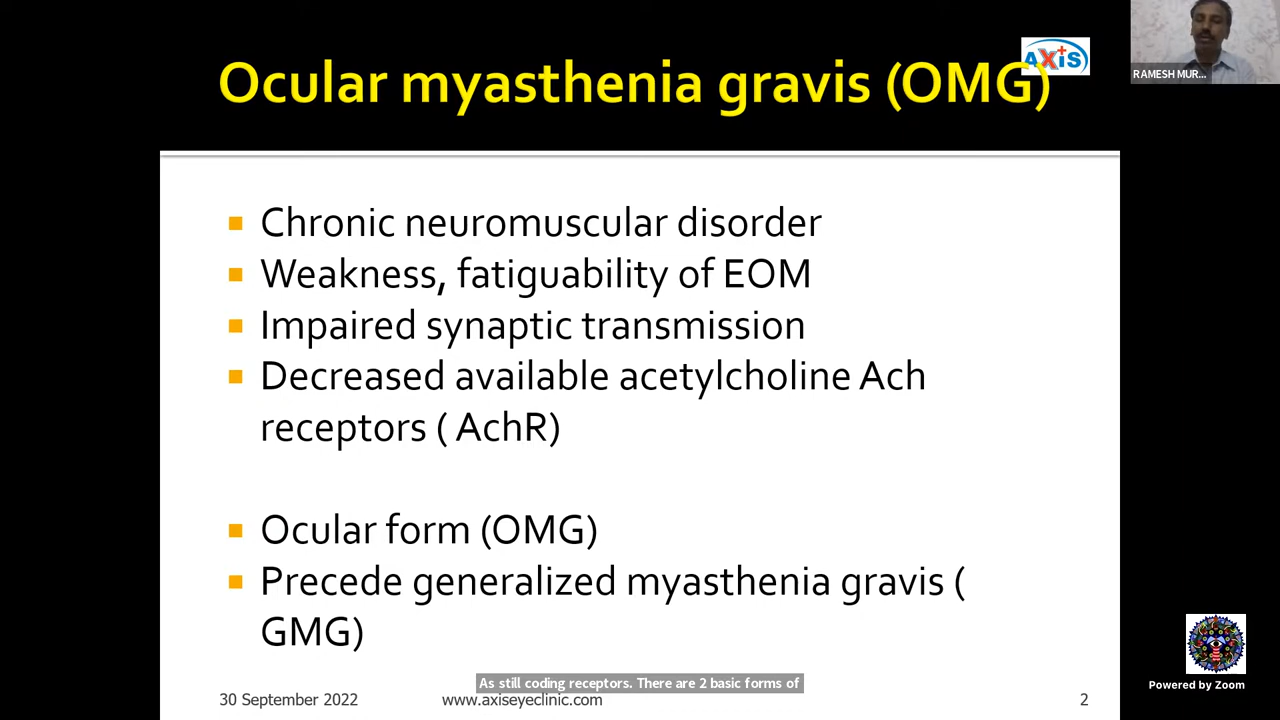 Ocular myasthenia gravis (OMG)
AXiS
RAMESH MUR...
Chronic neuromuscular disorder
Weakness, fatiguability of EOM
Impaired synaptic transmission
Decreased available acetylcholine Ach
receptors ( AchR)
Ocular form (OMG)
Precede generalized myasthenia gravis (
GMG)
As still coding receptors. There are 2 basic forms of
30 September 2022
www.axiseyeclinic.com
2
Powered by Zoom